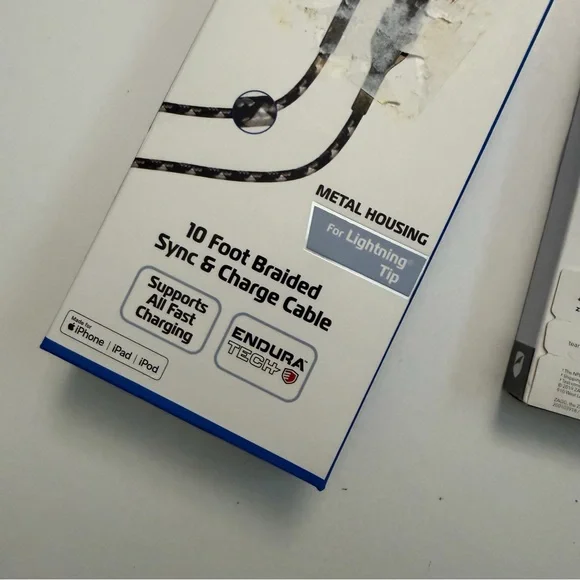 METAL HOUSING
For Lightning®
Tip
10 Foot Braided
Sync & Charge Cable
Supports
All Fast
Charging
ENDURA
TECH
Made for
iPhone | iPad | iPod